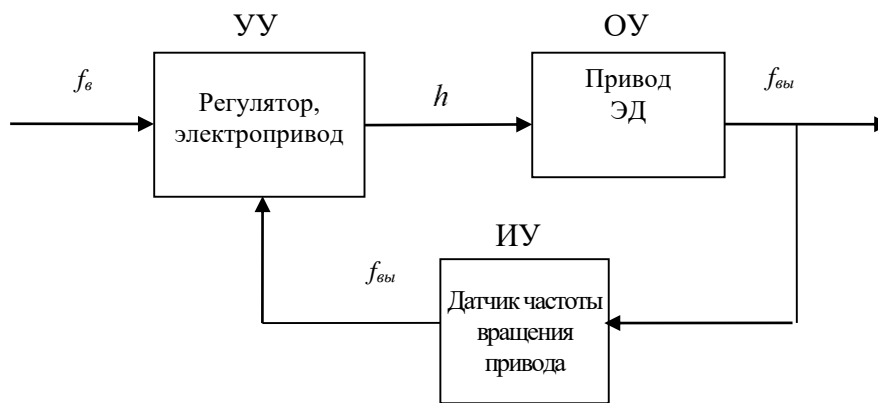 УУ
ОУ
f_в
Регулятор,
электропривод
h
Привод
ЭД
f_вы
ИУ
f_вы
Датчик частоты
вращения
привода